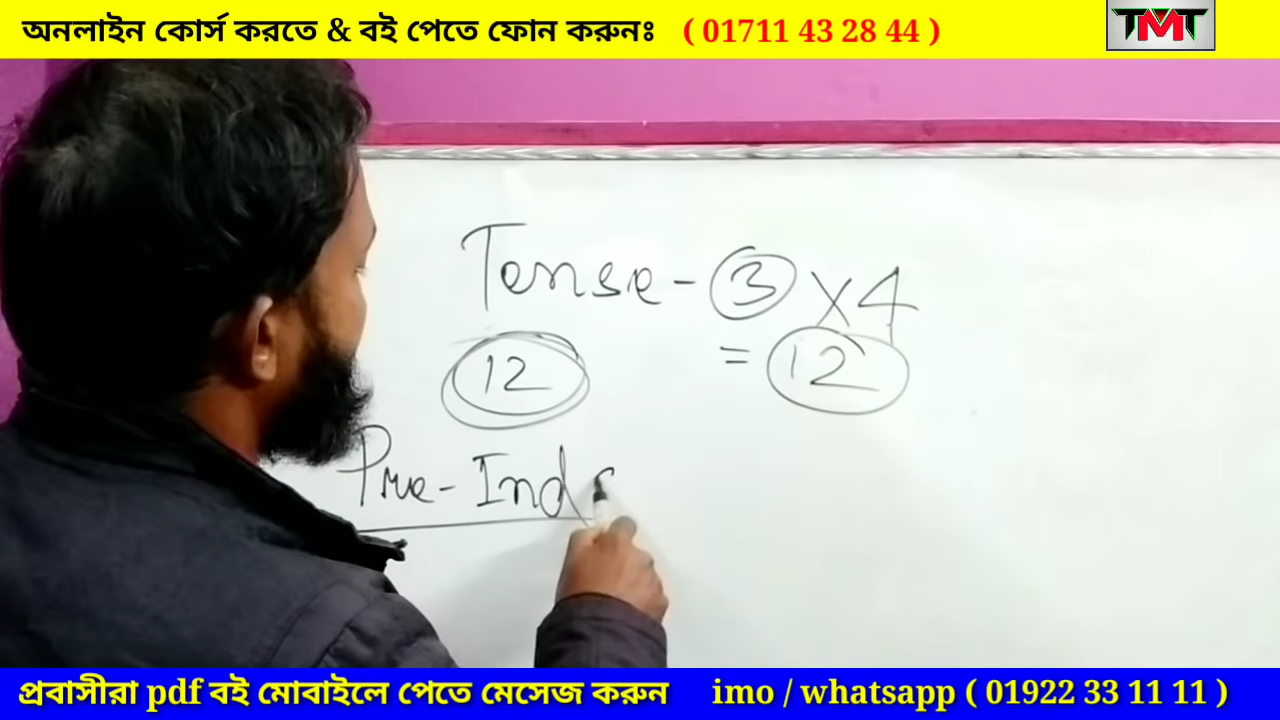 অনলাইন কোর্স করতে & বই পেতে ফোন করুনঃ ( 01711 43 28 44 )
TMT
Tense - 3 x 4
= 12
12
Pre - Ind
প্রবাসীরা pdf বই মোবাইলে পেতে মেসেজ করুন imo / whatsapp ( 01922 33 11 11 )